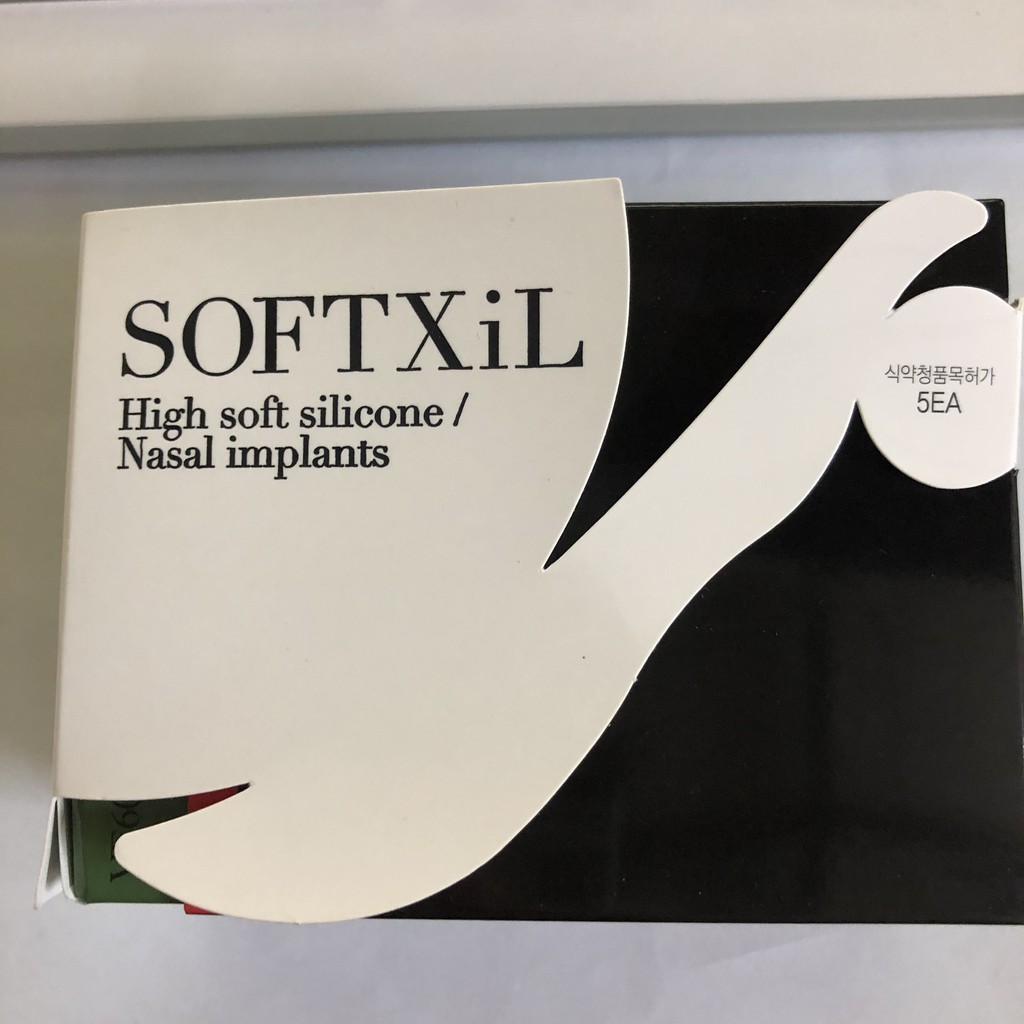 SOFTXiL
High soft silicone /
Nasal implants
식약청품목허가
5EA